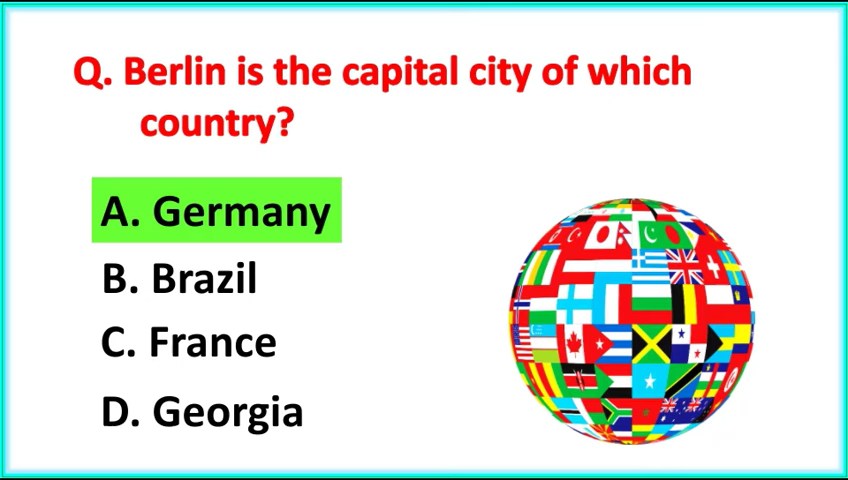 Q. Berlin is the capital city of which
country?
A. Germany
B. Brazil
C. France
D. Georgia